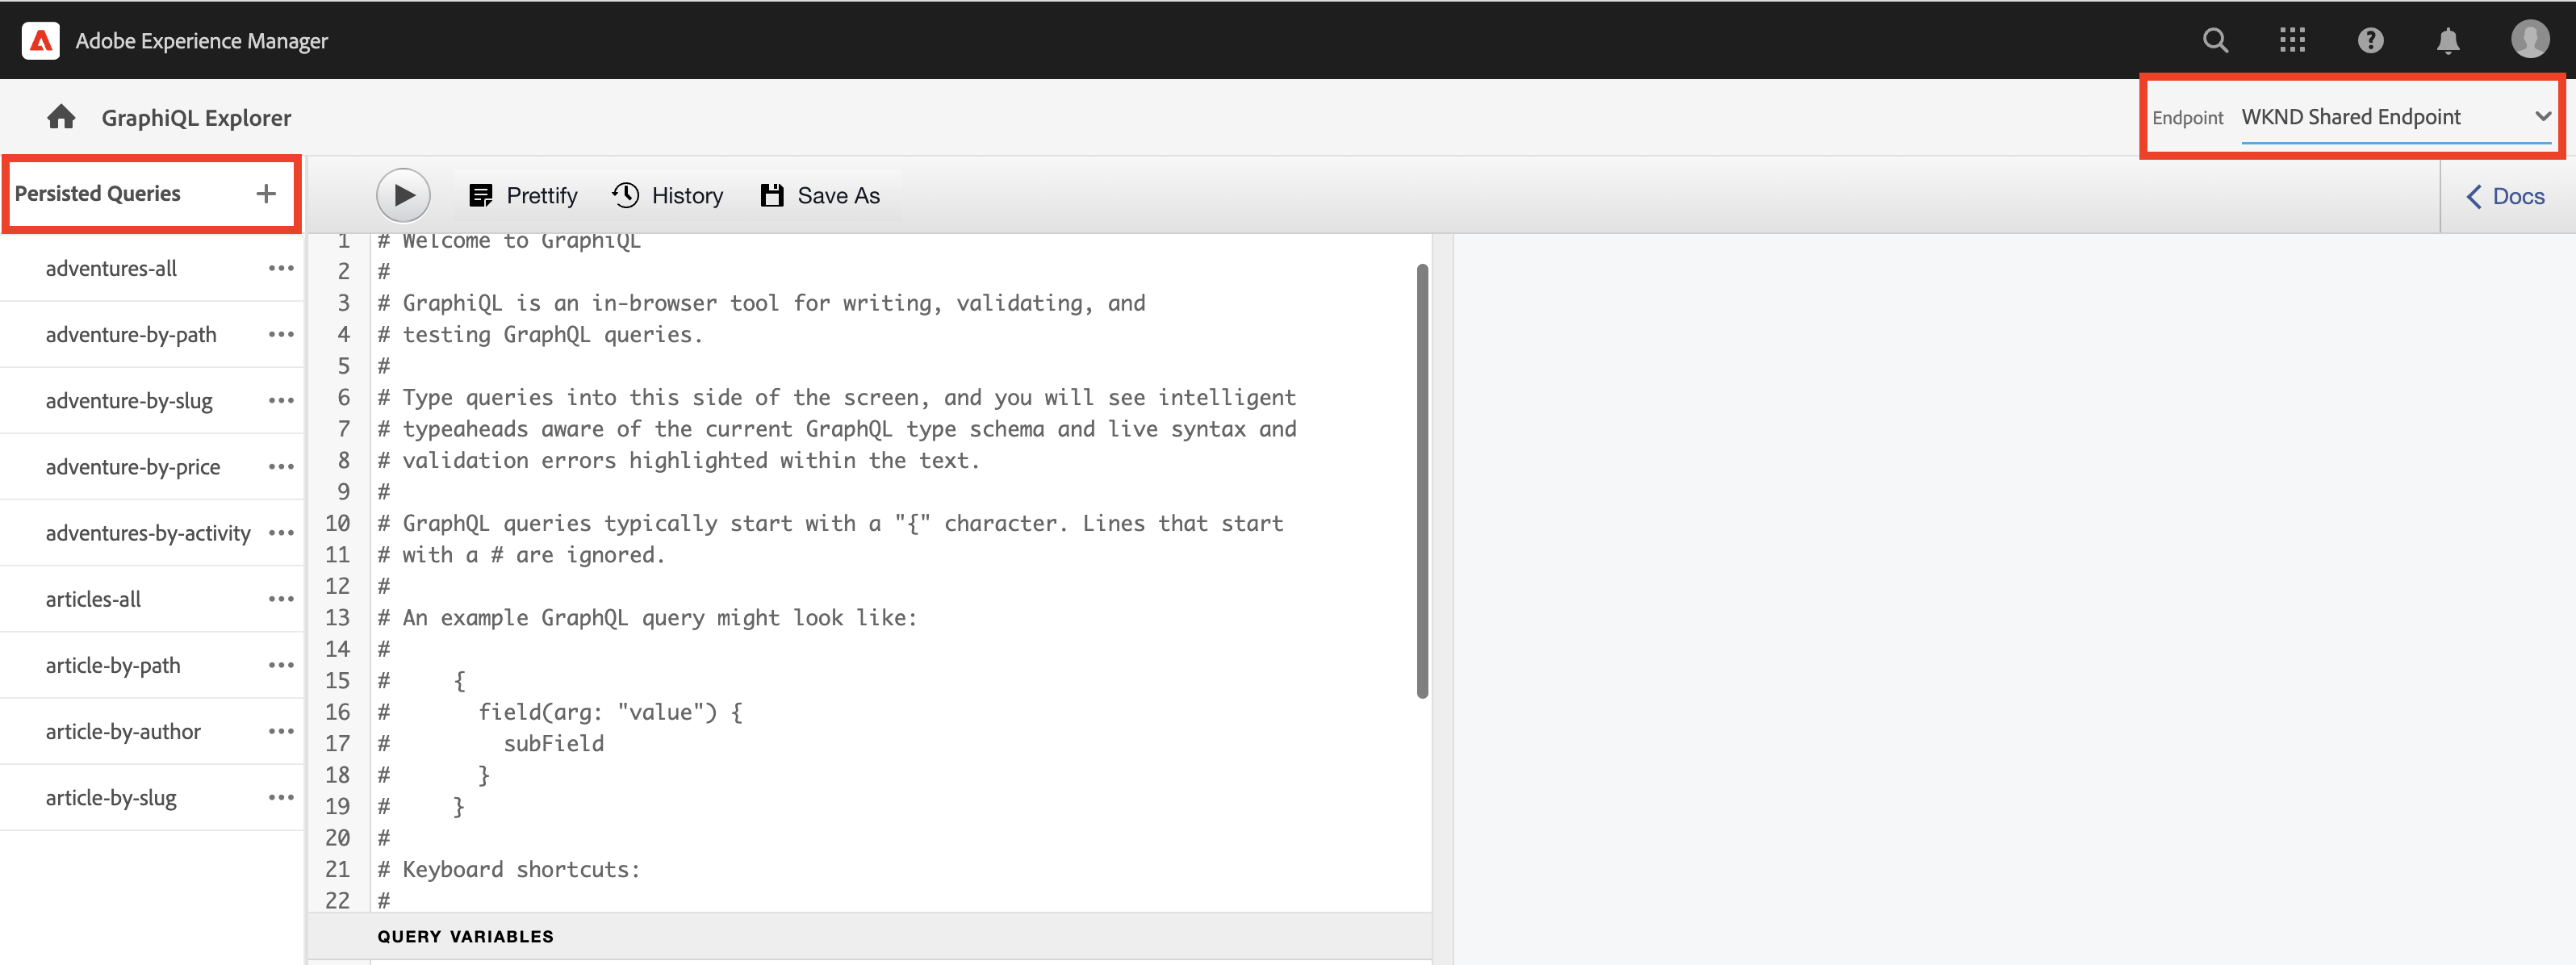 Adobe Experience Manager
GraphiQL Explorer
Endpoint WKND Shared Endpoint
Persisted Queries +
Prettify History Save As
Docs
adventures-all
adventure-by-path
adventure-by-slug
adventure-by-price
adventures-by-activity
articles-all
article-by-path
article-by-author
article-by-slug
1 # Welcome to GraphiQL
2 #
3 # GraphiQL is an in-browser tool for writing, validating, and
4 # testing GraphQL queries.
5 #
6 # Type queries into this side of the screen, and you will see intelligent
7 # typeaheads aware of the current GraphQL type schema and live syntax and
8 # validation errors highlighted within the text.
9 #
10 # GraphQL queries typically start with a "{" character. Lines that start
11 # with a # are ignored.
12 #
13 # An example GraphQL query might look like:
14 #
15 #     {
16 #       field(arg: "value") {
17 #         subField
18 #       }
19 #     }
20 #
21 # Keyboard shortcuts:
22 #
QUERY VARIABLES